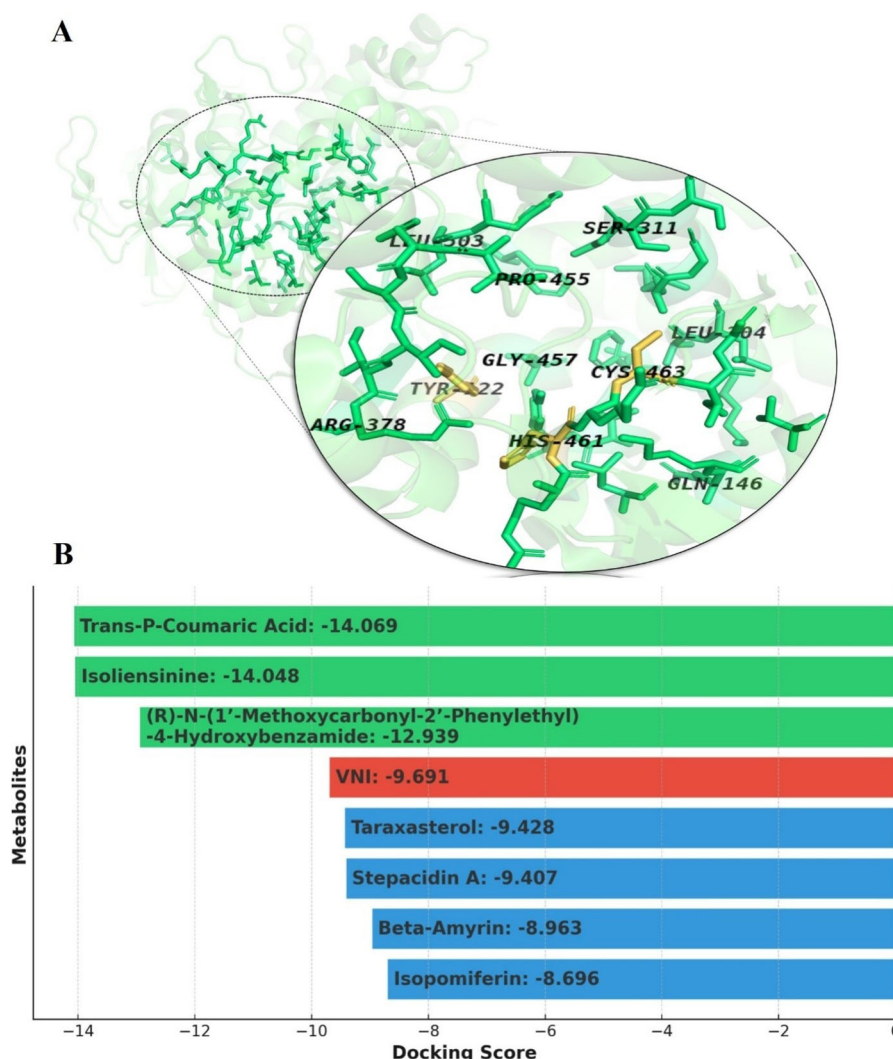 A
LEU-503
SER-311
PRO-455
LEU-304
GLY-457
CYS-463
TYR-122
ARG-378
HIS-461
GLN-146
B
Trans-P-Coumaric Acid: -14.069
Isoliensinine: -14.048
(R)-N-(1’-Methoxycarbonyl-2’-Phenylethyl)
-4-Hydroxybenzamide: -12.939
VNI: -9.691
Taraxasterol: -9.428
Stepacidin A: -9.407
Beta-Amyrin: -8.963
Isopomiferin: -8.696
Metabolites
−14 −12 −10 −8 −6 −4 −2
Docking Score